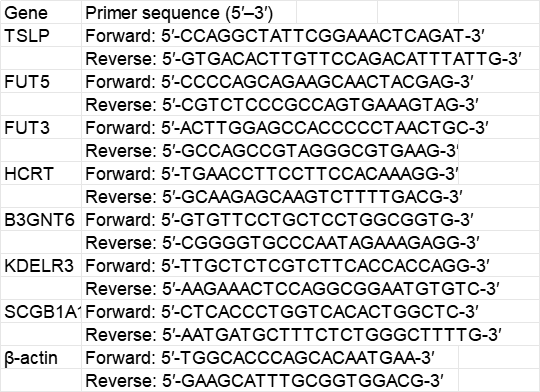 Gene Primer sequence (5′–3′)
TSLP Forward: 5′-CCAGGCTATTCGGAAACTCAGAT-3′
Reverse: 5′-GTGACACTTGTTCCAGACATTTATTG-3′
FUT5 Forward: 5′-CCCCAGCAGAAGCAACTACGAG-3′
Reverse: 5′-CGTCTCCCGCCAGTGAAAGTAG-3′
FUT3 Forward: 5′-ACTTGGAGCCACCCCCTAACTGC-3′
Reverse: 5′-GCCAGCCGTAGGGCGTGAAG-3′
HCRT Forward: 5′-TGAACCTTCCTTCCACAAAGG-3′
Reverse: 5′-GCAAGAGCAAGTCTTTTGACG-3′
B3GNT6 Forward: 5′-GTGTTCCTGCTCCTGGCGGTG-3′
Reverse: 5′-CGGGGTGCCCAATAGAAAGAGG-3′
KDELR3 Forward: 5′-TTGCTCTCGTCTTCACCACCAGG-3′
Reverse: 5′-AAGAAACTCCAGGCGGAATGTGTC-3′
SCGB1A1 Forward: 5′-CTCACCCTGGTCACACTGGCTC-3′
Reverse: 5′-AATGATGCTTTCTCTGGGCTTTTG-3′
β-actin Forward: 5′-TGGCACCCAGCACAATGAA-3′
Reverse: 5′-GAAGCATTTGCGGTGGACG-3′